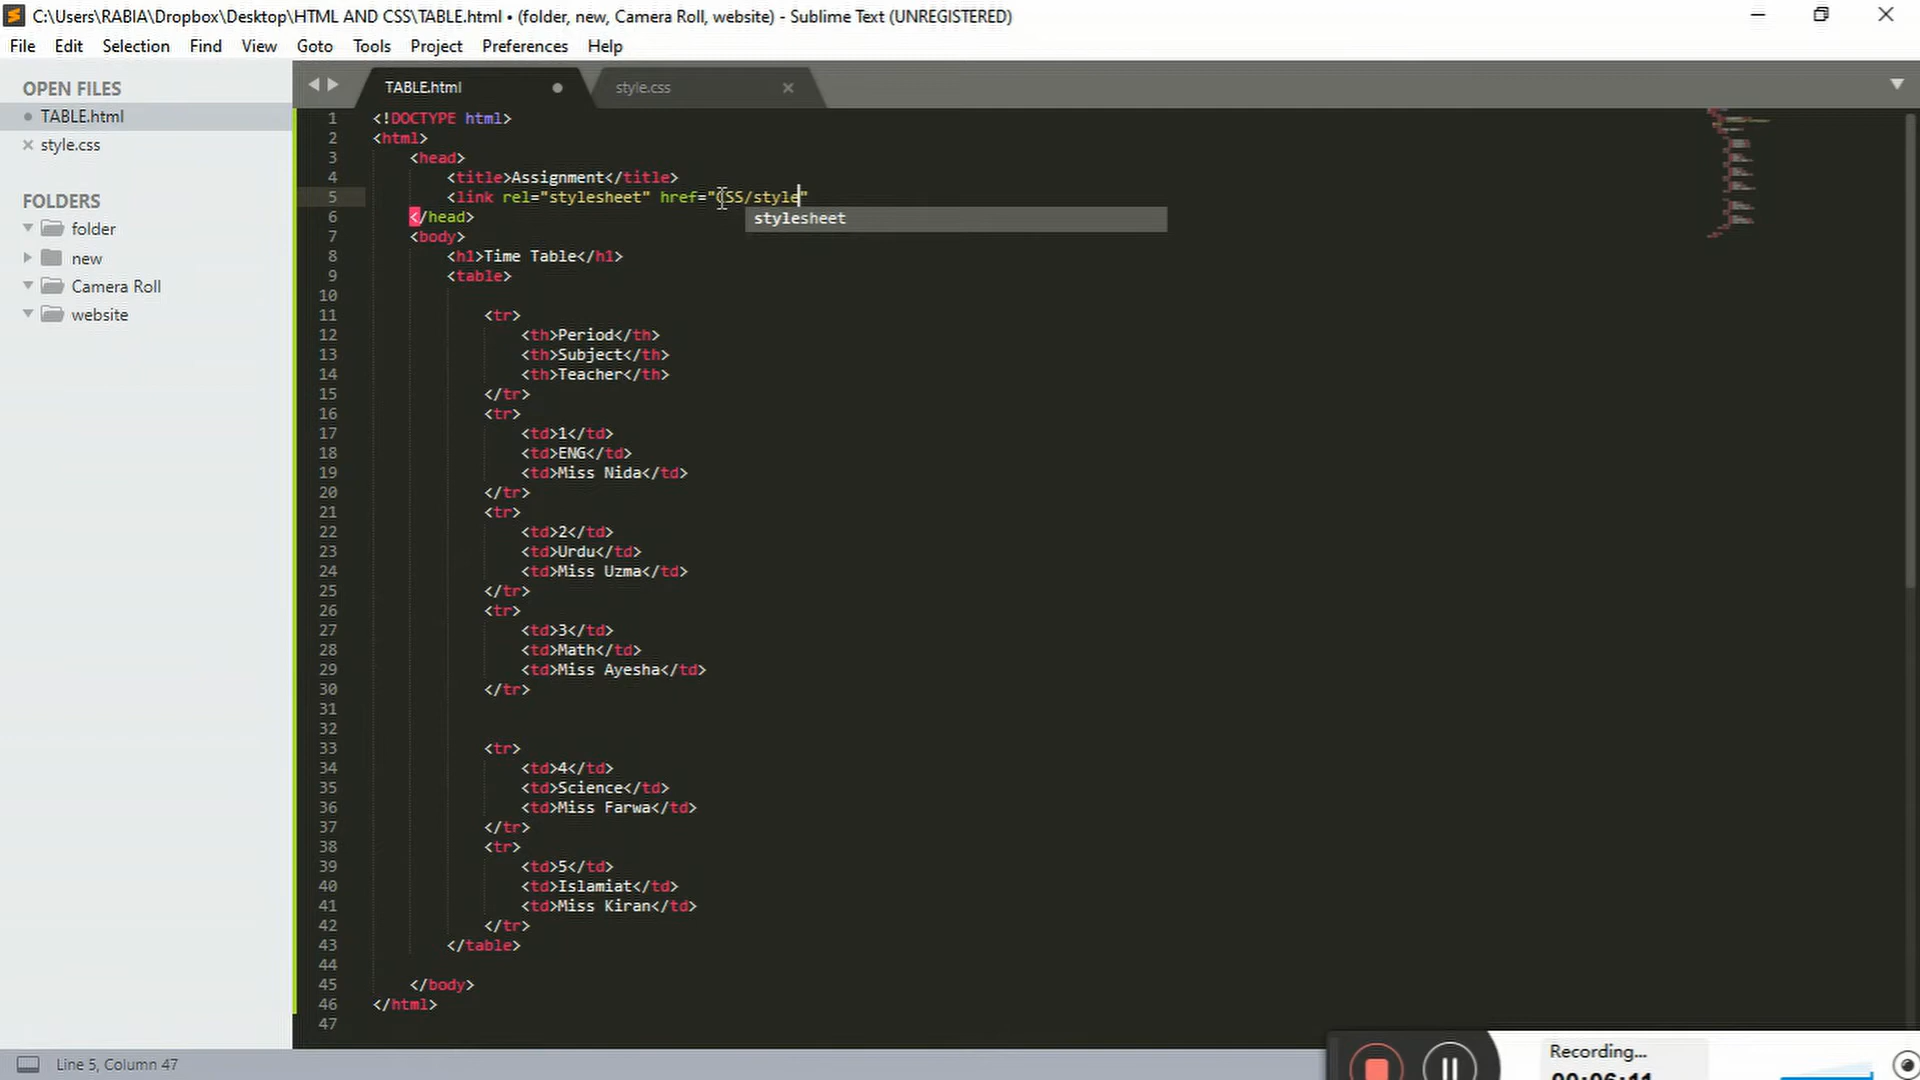 C:\Users\RABIA\Dropbox\Desktop\HTML AND CSS\TABLE.html • (folder, new, Camera Roll, website) - Sublime Text (UNREGISTERED)
File Edit Selection Find View Goto Tools Project Preferences Help
OPEN FILES
TABLE.html
style.css
FOLDERS
folder
new
Camera Roll
website
TABLE.html
style.css
1 <!DOCTYPE html>
2 <html>
3 <head>
4 <title>Assignment</title>
5 <link rel="stylesheet" href="CSS/style"
stylesheet
6 </head>
7 <body>
8 <h1>Time Table</h1>
9 <table>
10
11 <tr>
12 <th>Period</th>
13 <th>Subject</th>
14 <th>Teacher</th>
15 </tr>
16 <tr>
17 <td>1</td>
18 <td>ENG</td>
19 <td>Miss Nida</td>
20 </tr>
21 <tr>
22 <td>2</td>
23 <td>Urdu</td>
24 <td>Miss Uzma</td>
25 </tr>
26 <tr>
27 <td>3</td>
28 <td>Math</td>
29 <td>Miss Ayesha</td>
30 </tr>
31
32
33 <tr>
34 <td>4</td>
35 <td>Science</td>
36 <td>Miss Farwa</td>
37 </tr>
38 <tr>
39 <td>5</td>
40 <td>Islamiat</td>
41 <td>Miss Kiran</td>
42 </tr>
43 </table>
44
45 </body>
46 </html>
47
Line 5, Column 47
Recording...
00:06:11